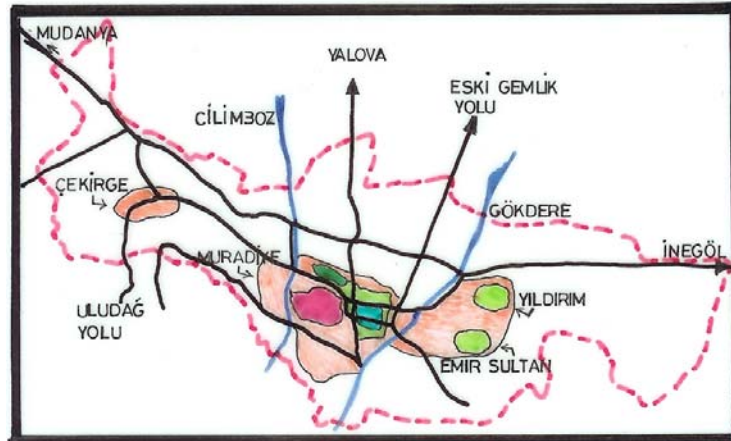 MUDANYA
YALOVA
ESKİ GEMLİK
YOLU
CİLİMBOZ
ÇEKİRGE
GÖKDERE
MURADİYE
İNEGÖL
ULUDAĞ
YOLU
YILDIRIM
EMİR SULTAN